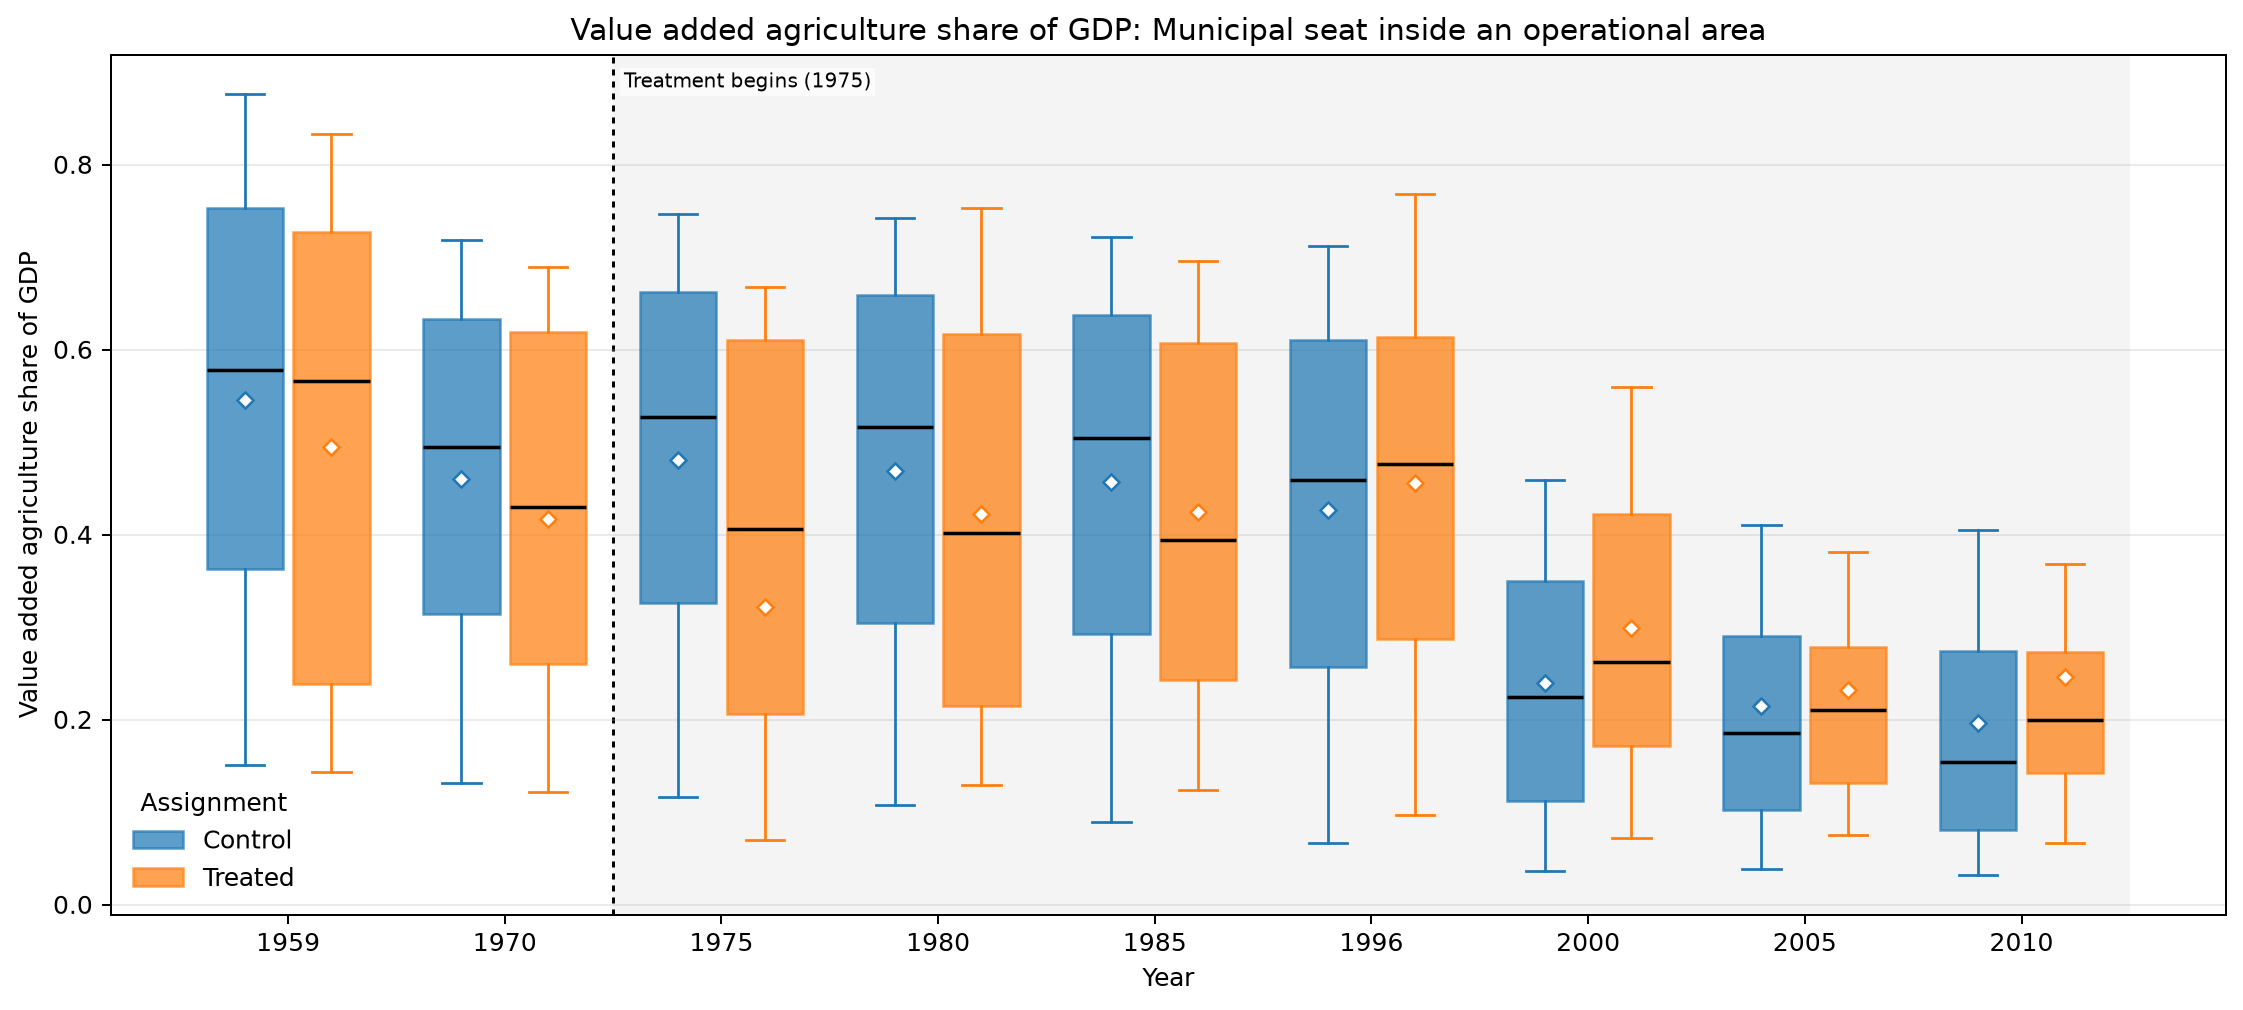 Value added agriculture share of GDP: Municipal seat inside an operational area
Treatment begins (1975)
Value added agriculture share of GDP
0.8
0.6
0.4
0.2
0.0
Assignment
Control
Treated
1959 1970 1975 1980 1985 1996 2000 2005 2010
Year